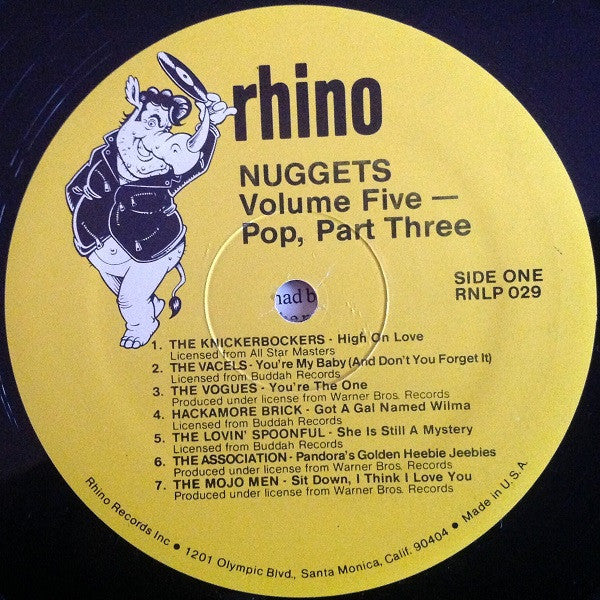 rhino
NUGGETS
Volume Five —
Pop, Part Three
SIDE ONE
RNLP 029
1. THE KNICKERBOCKERS - High On Love
Licensed from All Star Masters
2. THE VACELS - You're My Baby (And Don't You Forget It)
Licensed from Buddah Records
3. THE VOGUES - You're The One
Produced under license from Warner Bros. Records
4. HACKAMORE BRICK - Got A Gal Named Wilma
Licensed from Buddah Records
5. THE LOVIN' SPOONFUL - She Is Still A Mystery
Licensed from Buddah Records
6. THE ASSOCIATION - Pandora's Golden Heebie Jeebies
Produced under license from Warner Bros. Records
7. THE MOJO MEN - Sit Down, I Think I Love You
Produced under license from Warner Bros. Records
Rhino Records Inc • 1201 Olympic Blvd., Santa Monica, Calif. 90404 • Made in U.S.A.